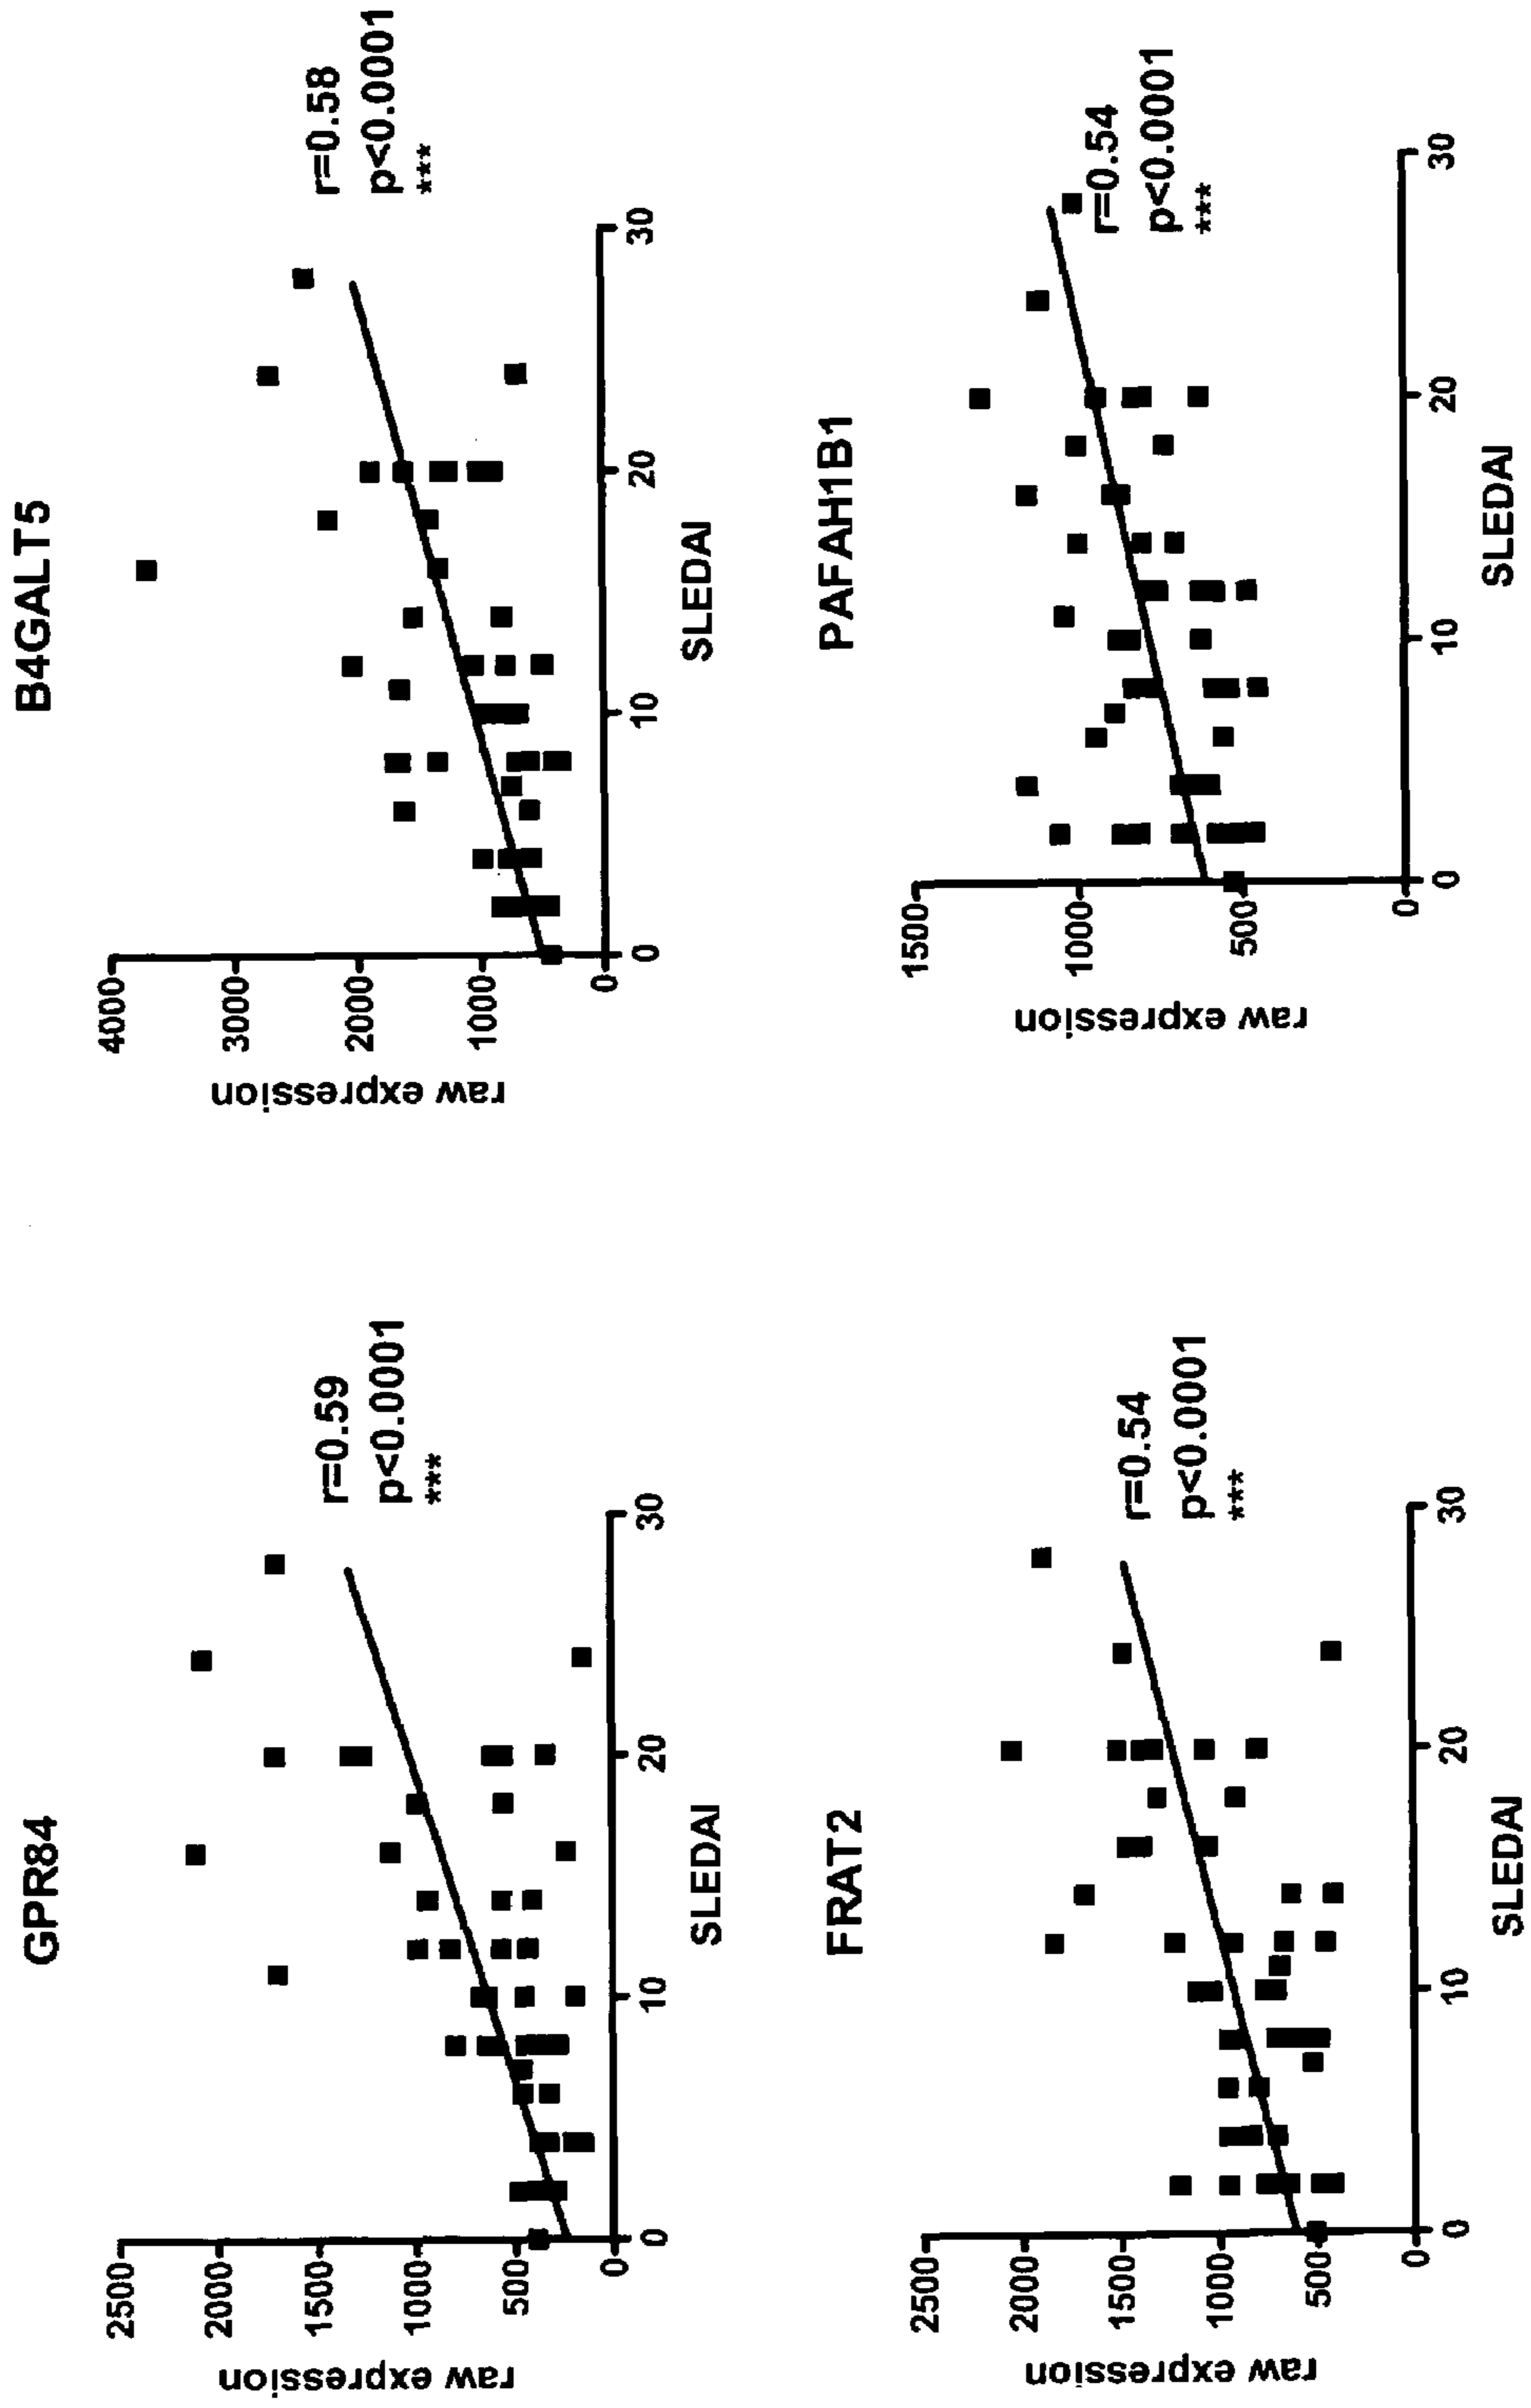 GPR84
2500
2000
1500
1000
500
0
raw expression
0
10
20
30
SLEDAI
r=0.59
p<0.0001
***
B4GALT5
4000
3000
2000
1000
0
raw expression
0
10
20
30
SLEDAI
r=0.58
p<0.0001
***
FRAT2
2500
2000
1500
1000
500
0
raw expression
0
10
20
30
SLEDAI
r=0.54
p<0.0001
***
PAFAH1B1
1500
1000
500
0
raw expression
0
10
20
30
SLEDAI
r=0.54
p<0.0001
***